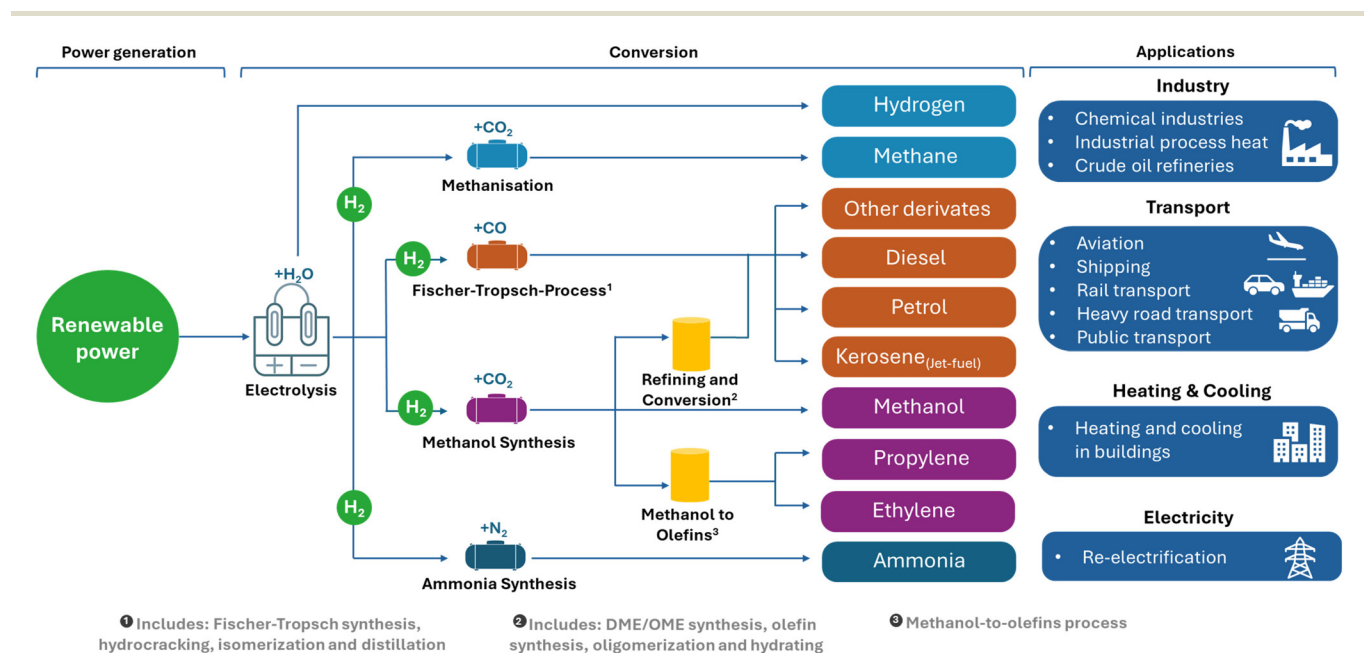 Power generation
Conversion
Applications
Renewable
power
+H₂O
Electrolysis
H₂
H₂
H₂
H₂
+CO₂
Methanisation
+CO
Fischer-Tropsch-Process¹
+CO₂
Methanol Synthesis
+N₂
Ammonia Synthesis
Refining and
Conversion²
Methanol to
Olefins³
Hydrogen
Methane
Other derivates
Diesel
Petrol
Kerosene(Jet-fuel)
Methanol
Propylene
Ethylene
Ammonia
Industry
• Chemical industries
• Industrial process heat
• Crude oil refineries
Transport
• Aviation
• Shipping
• Rail transport
• Heavy road transport
• Public transport
Heating & Cooling
• Heating and cooling
in buildings
Electricity
• Re-electrification
❶ Includes: Fischer-Tropsch synthesis,
hydrocracking, isomerization and distillation
❷ Includes: DME/OME synthesis, olefin
synthesis, oligomerization and hydrating
❸ Methanol-to-olefins process